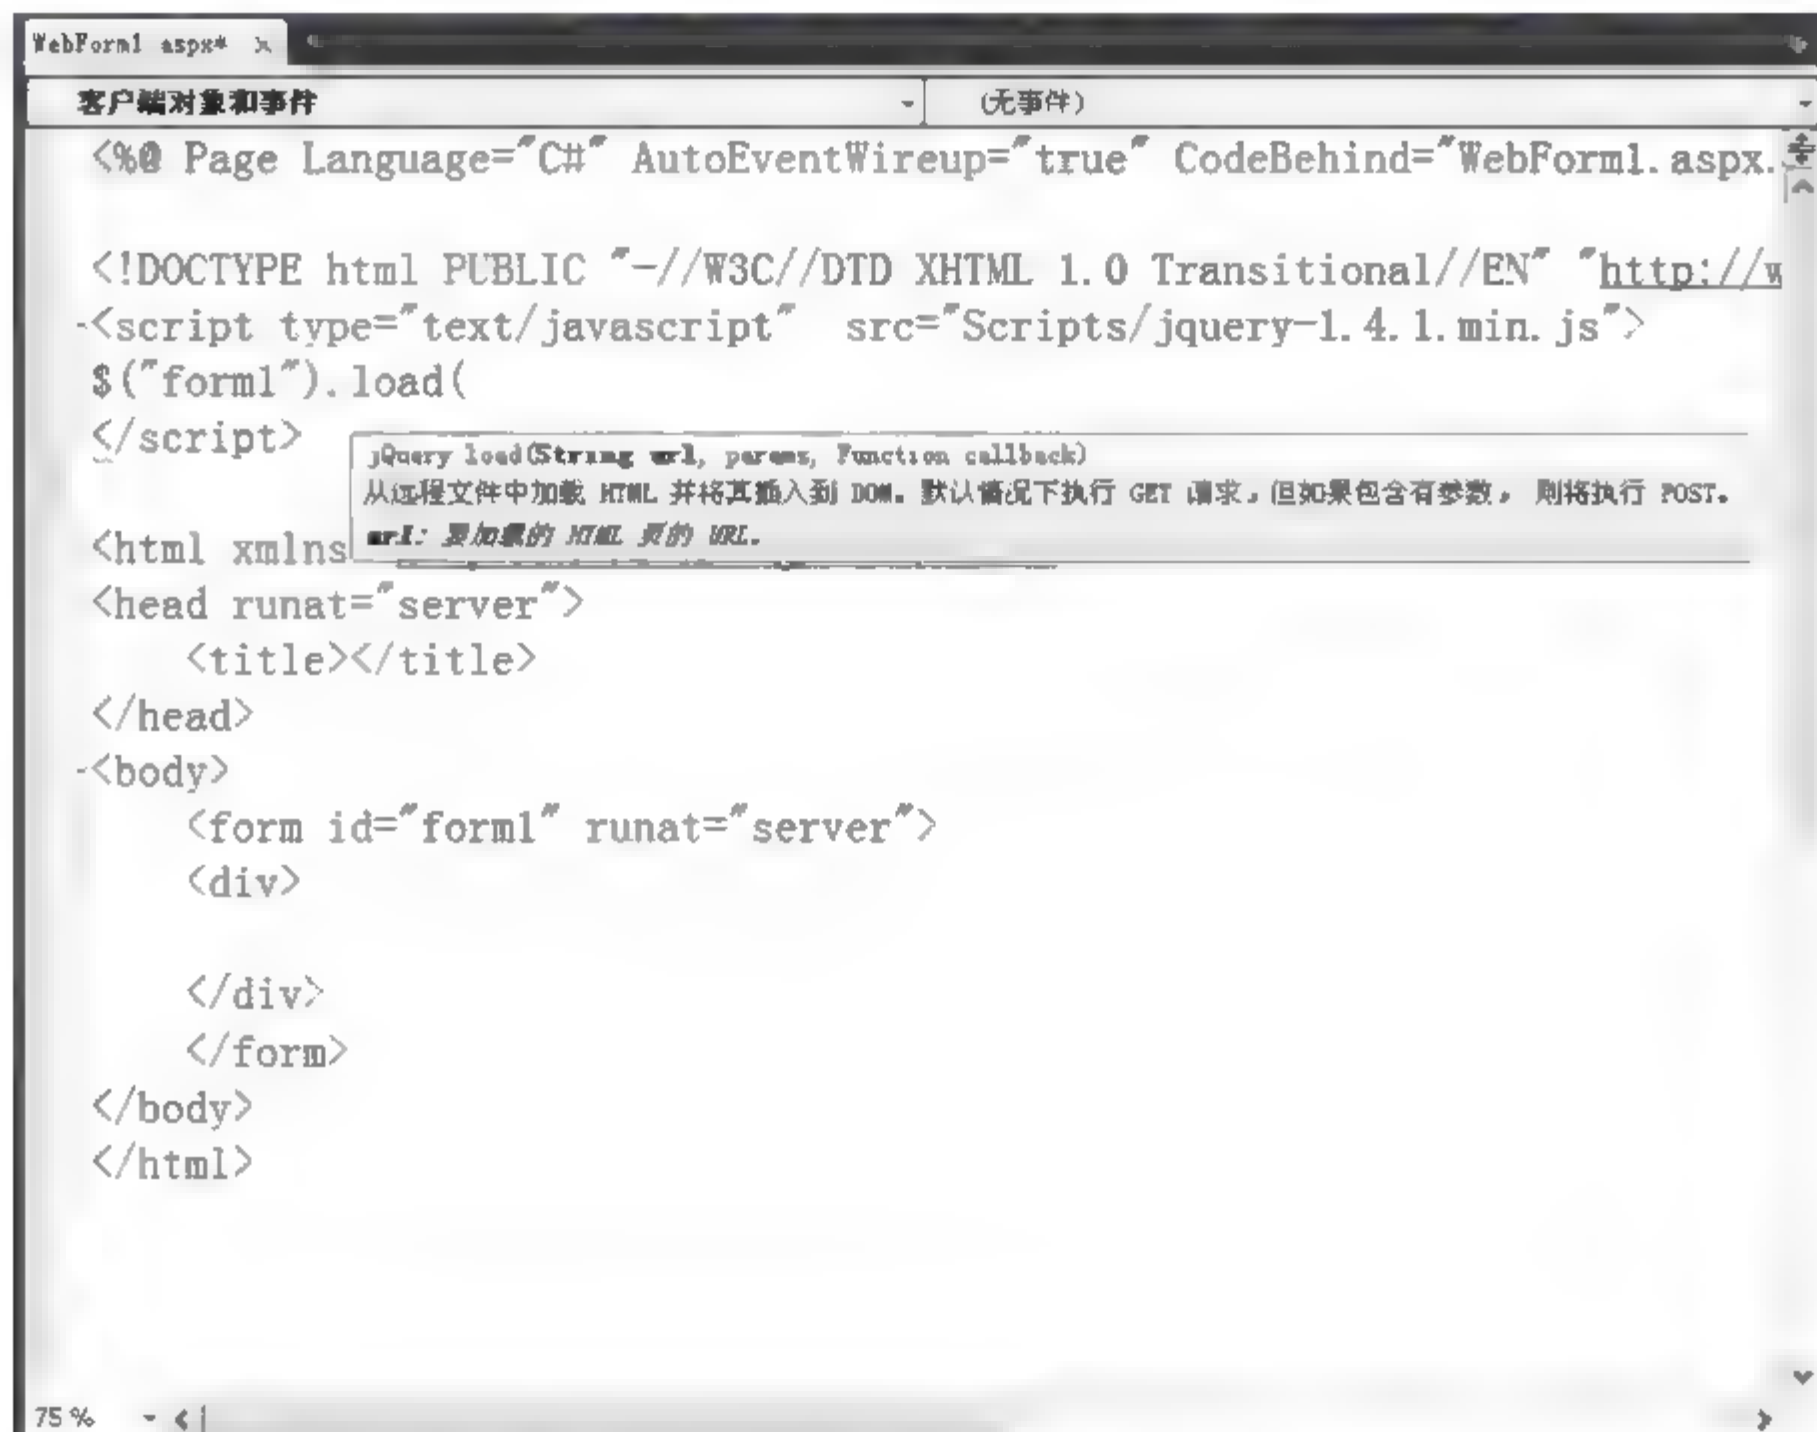 WebForm1 aspx* x
客户端对象和事件 (无事件)
<%@ Page Language="C#" AutoEventWireup="true" CodeBehind="WebForm1.aspx.
<!DOCTYPE html PUBLIC "-//W3C//DTD XHTML 1.0 Transitional//EN" "http://w
<script type="text/javascript" src="Scripts/jquery-1.4.1.min.js">
$("form1").load(
</script>
jQuery load(String url, params, Function callback)
从远程文件中加载 HTML 并将其插入到 DOM。默认情况下执行 GET 请求，但如果包含有参数， 则将执行 POST。
url: 要加载的 HTML 页的 URL。
<html xmlns
<head runat="server">
<title></title>
</head>
<body>
<form id="form1" runat="server">
<div>
</div>
</form>
</body>
</html>
75 %